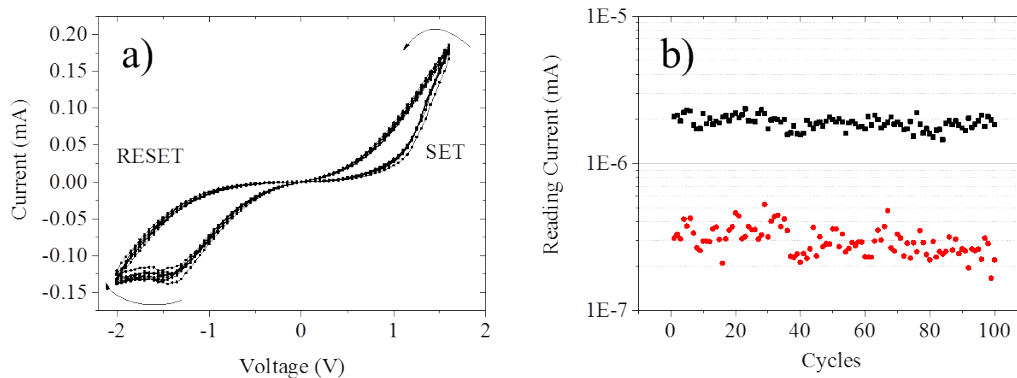 a)
Current (mA)
0.20
0.15
0.10
0.05
0.00
-0.05
-0.10
-0.15
RESET
SET
-2
-1
0
1
2
Voltage (V)
b)
Reading Current (mA)
1E-5
1E-6
1E-7
0
20
40
60
80
100
Cycles